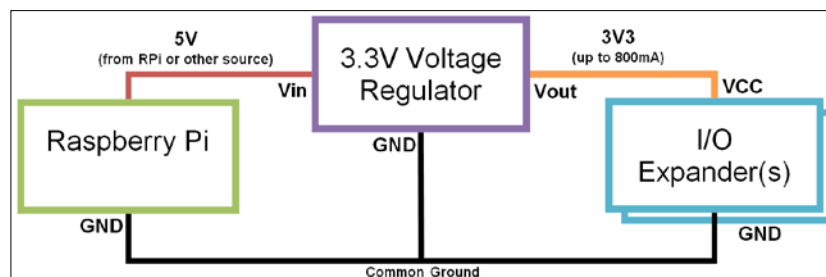 5V
(from RPi or other source)
Vin
3.3V Voltage
Regulator
3V3
(up to 800mA)
Vout
VCC
GND
Raspberry Pi
GND
I/O
Expander(s)
GND
Common Ground